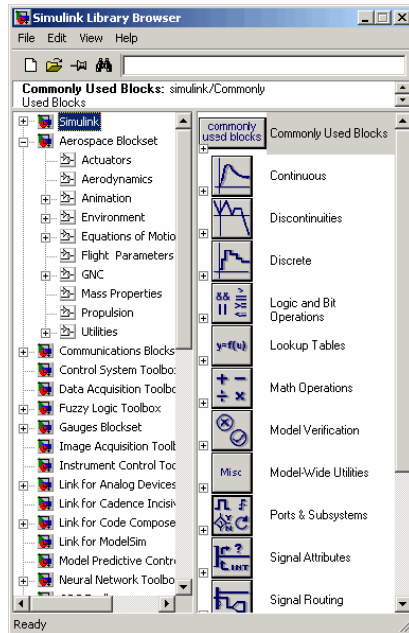 Simulink Library Browser
File Edit View Help
Commonly Used Blocks: simulink/Commonly
Used Blocks
Simulink
Aerospace Blockset
Actuators
Aerodynamics
Animation
Environment
Equations of Motio
Flight Parameters
GNC
Mass Properties
Propulsion
Utilities
Communications Blocks
Control System Toolbo
Data Acquisition Toolbo
Fuzzy Logic Toolbox
Gauges Blockset
Image Acquisition Toolb
Instrument Control Too
Link for Analog Devices
Link for Cadence Incisiv
Link for Code Compose
Link for ModelSim
Model Predictive Contro
Neural Network Toolbo
commonly
used blocks
Commonly Used Blocks
Continuous
Discontinuities
Discrete
Logic and Bit
Operations
y=f(u)
Lookup Tables
Math Operations
Model Verification
Misc
Model-Wide Utilities
Ports & Subsystems
Signal Attributes
Signal Routing
Ready